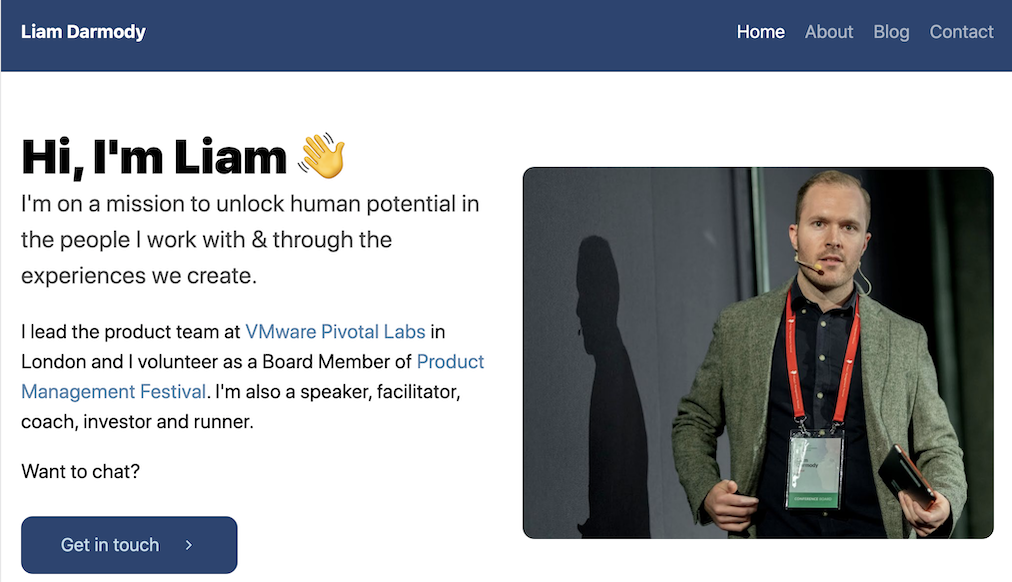 Liam Darmody
Home About Blog Contact
Hi, I'm Liam 👋
I'm on a mission to unlock human potential in
the people I work with & through the
experiences we create.
I lead the product team at VMware Pivotal Labs in
London and I volunteer as a Board Member of Product
Management Festival. I'm also a speaker, facilitator,
coach, investor and runner.
Want to chat?
Get in touch >
CONFERENCE BOARD